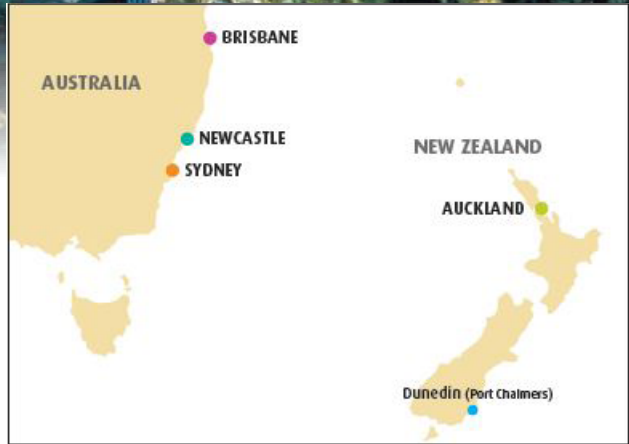 BRISBANE
AUSTRALIA
NEWCASTLE
NEW ZEALAND
SYDNEY
AUCKLAND
Dunedin (Port Chalmers)